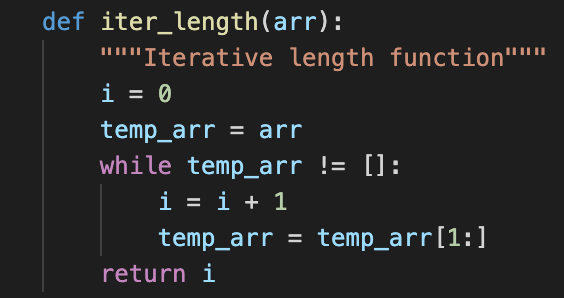 def iter_length(arr):
    """Iterative length function"""
    i = 0
    temp_arr = arr
    while temp_arr != []:
        i = i + 1
        temp_arr = temp_arr[1:]
    return i